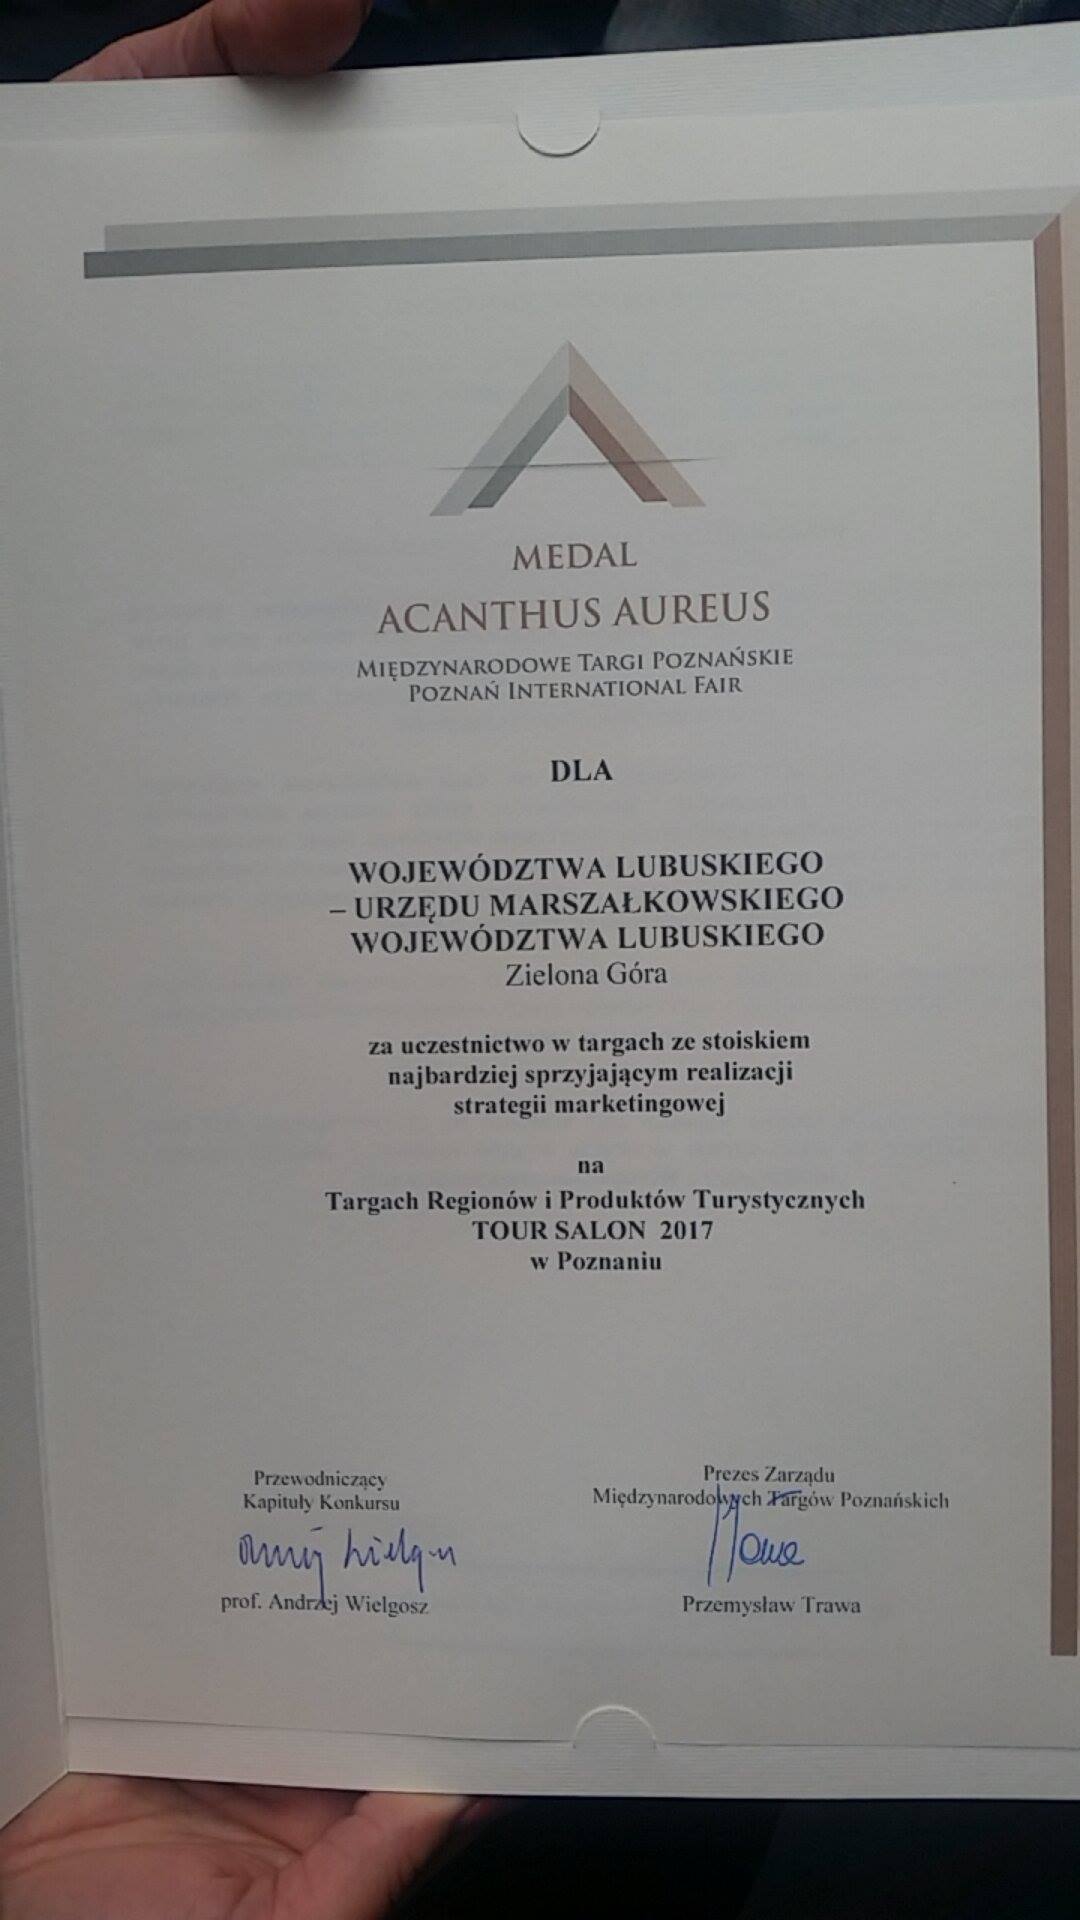 MEDAL
ACANTHUS AUREUS
MIĘDZYNARODOWE TARGI POZNAŃSKIE
POZNAŃ INTERNATIONAL FAIR
DLA
WOJEWÓDZTWA LUBUSKIEGO
– URZĘDU MARSZAŁKOWSKIEGO
WOJEWÓDZTWA LUBUSKIEGO
Zielona Góra
za uczestnictwo w targach ze stoiskiem
najbardziej sprzyjającym realizacji
strategii marketingowej
na
Targach Regionów i Produktów Turystycznych
TOUR SALON 2017
w Poznaniu
Przewodniczący
Kapituły Konkursu
prof. Andrzej Wielgosz
Prezes Zarządu
Międzynarodowych Targów Poznańskich
Przemysław Trawa